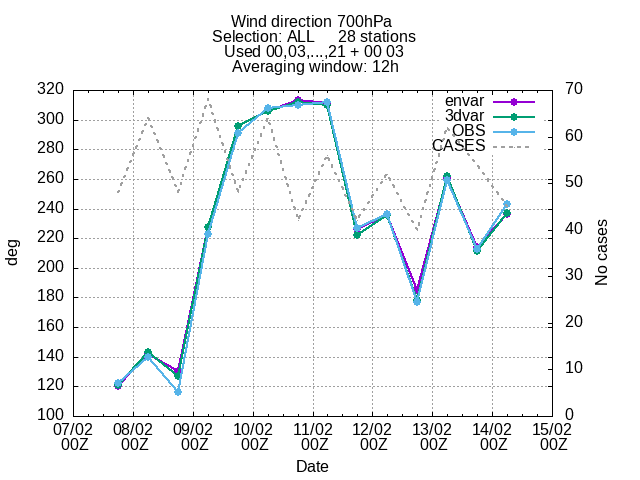 Wind direction 700hPa
Selection: ALL 28 stations
Used 00,03,...,21 + 00 03
Averaging window: 12h
320
300
280
260
240
220
200
180
160
140
120
100
deg
70
60
50
40
30
20
10
0
No cases
envar
3dvar
OBS
CASES
07/02 08/02 09/02 10/02 11/02 12/02 13/02 14/02 15/02
00Z 00Z 00Z 00Z 00Z 00Z 00Z 00Z 00Z
Date